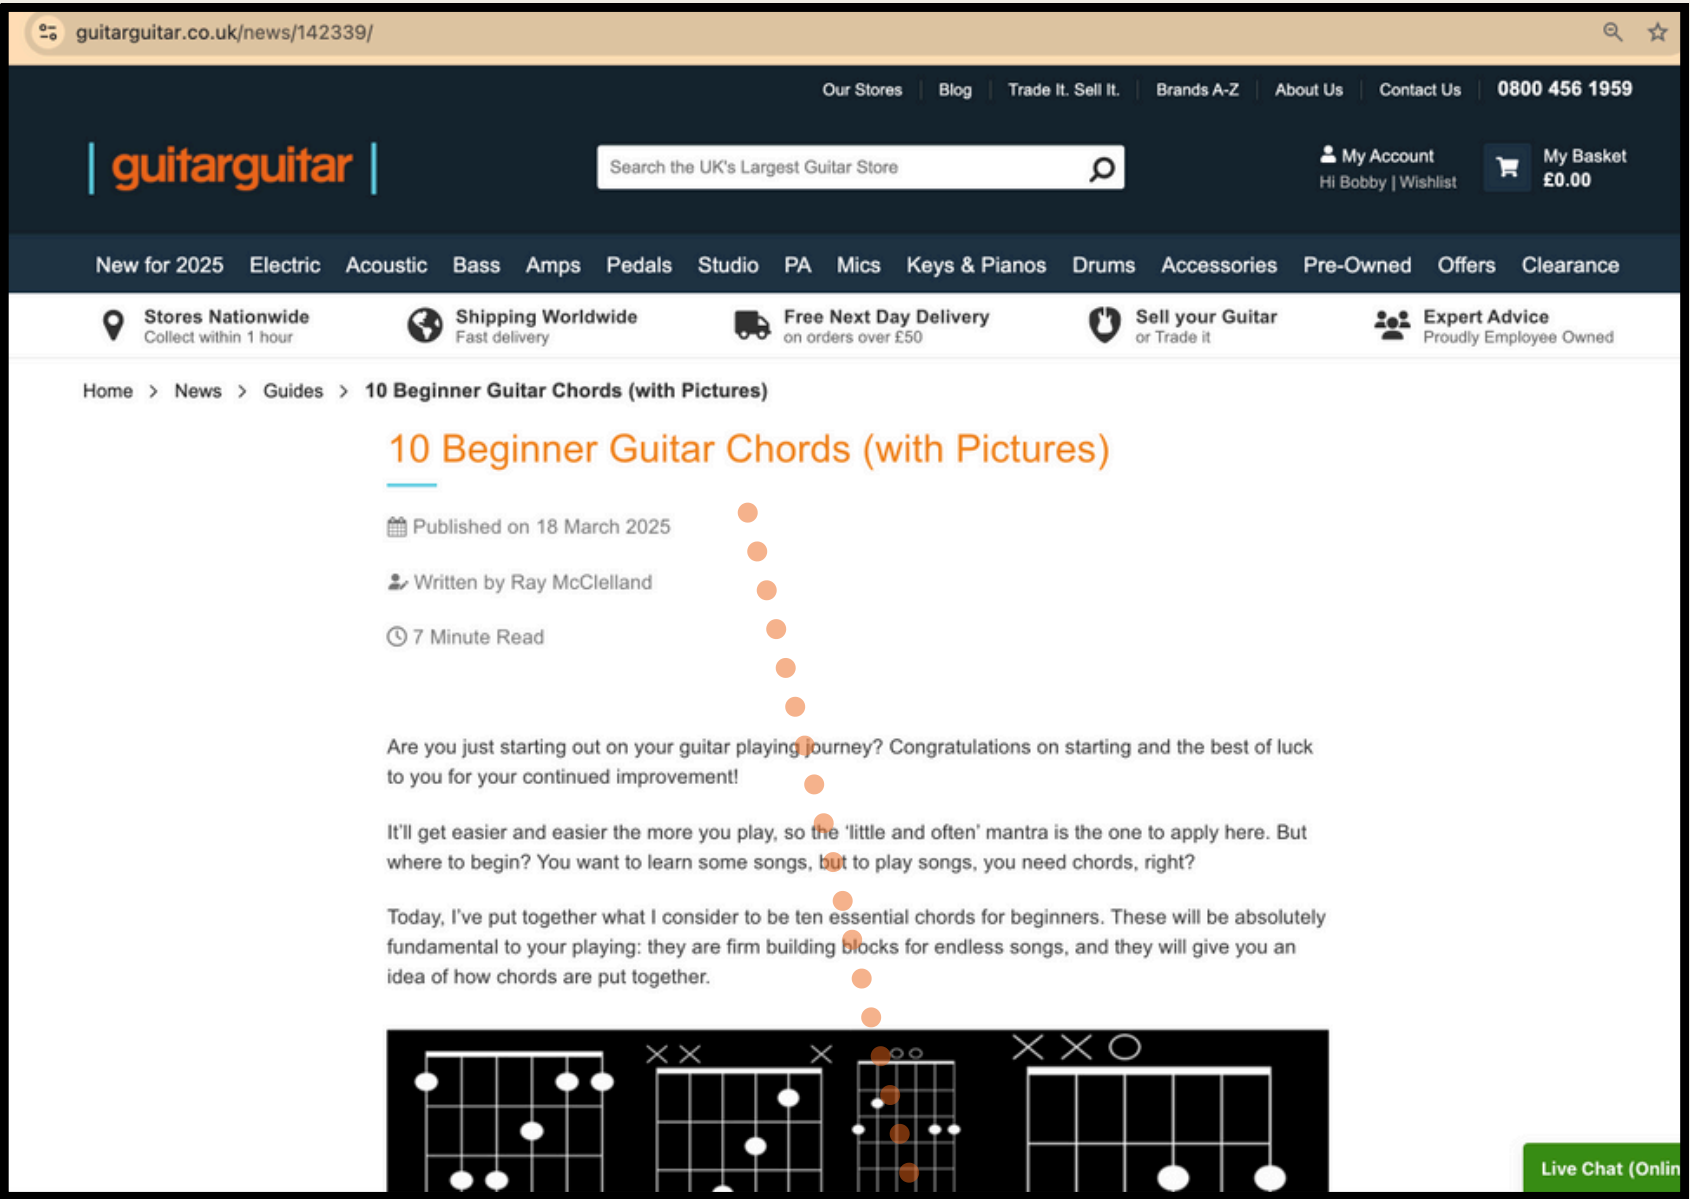 guitarguitar.co.uk/news/142339/
Our Stores | Blog | Trade It. Sell It. | Brands A-Z | About Us | Contact Us | 0800 456 1959
| guitarguitar |
Search the UK's Largest Guitar Store
My Account
Hi Bobby | Wishlist
My Basket
£0.00
New for 2025 Electric Acoustic Bass Amps Pedals Studio PA Mics Keys & Pianos Drums Accessories Pre-Owned Offers Clearance
Stores Nationwide
Collect within 1 hour
Shipping Worldwide
Fast delivery
Free Next Day Delivery
on orders over £50
Sell your Guitar
or Trade it
Expert Advice
Proudly Employee Owned
Home > News > Guides > 10 Beginner Guitar Chords (with Pictures)
10 Beginner Guitar Chords (with Pictures)
Published on 18 March 2025
Written by Ray McClelland
7 Minute Read
Are you just starting out on your guitar playing journey? Congratulations on starting and the best of luck
to you for your continued improvement!
It'll get easier and easier the more you play, so the ‘little and often’ mantra is the one to apply here. But
where to begin? You want to learn some songs, but to play songs, you need chords, right?
Today, I've put together what I consider to be ten essential chords for beginners. These will be absolutely
fundamental to your playing: they are firm building blocks for endless songs, and they will give you an
idea of how chords are put together.
X X X O O X X O
Live Chat (Onlin